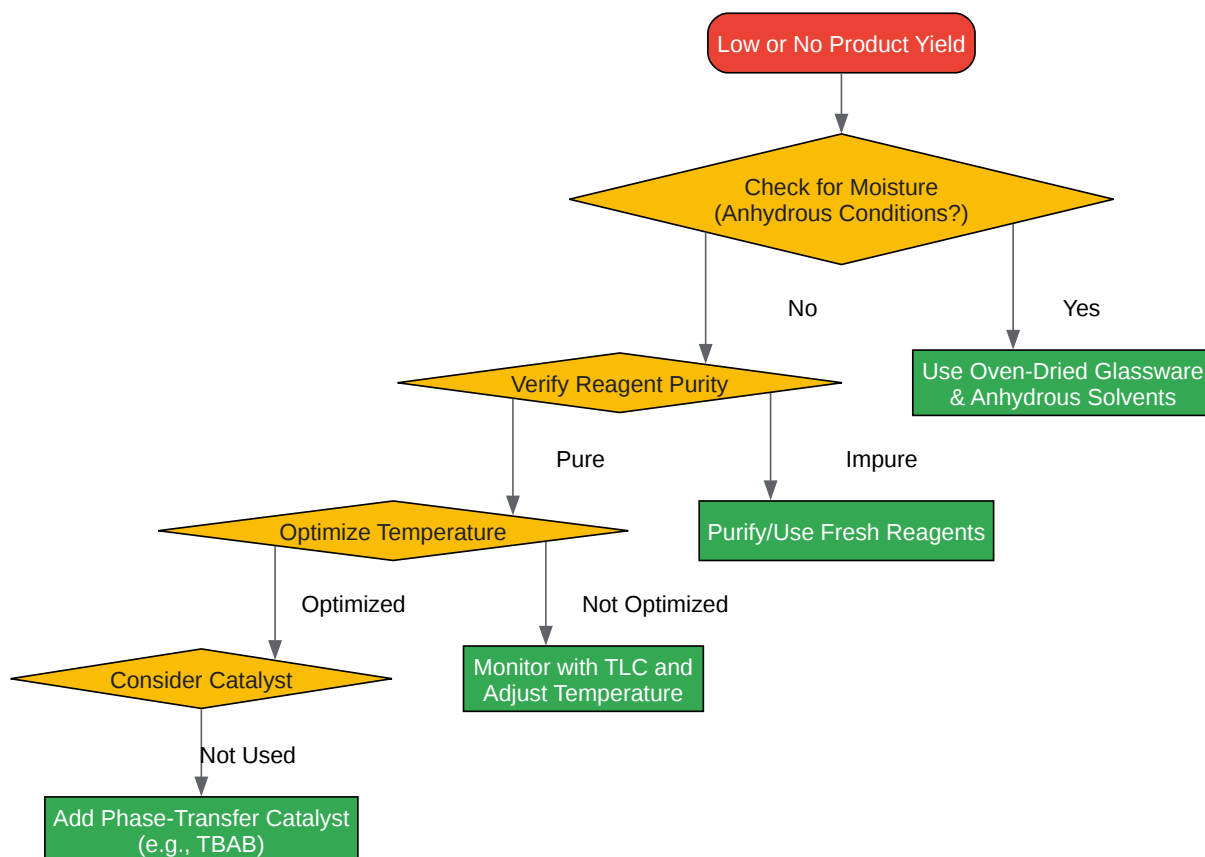 Low or No Product Yield
Check for Moisture
(Anhydrous Conditions?)
No
Yes
Verify Reagent Purity
Use Oven-Dried Glassware
& Anhydrous Solvents
Pure
Impure
Optimize Temperature
Purify/Use Fresh Reagents
Optimized
Not Optimized
Consider Catalyst
Monitor with TLC and
Adjust Temperature
Not Used
Add Phase-Transfer Catalyst
(e.g., TBAB)